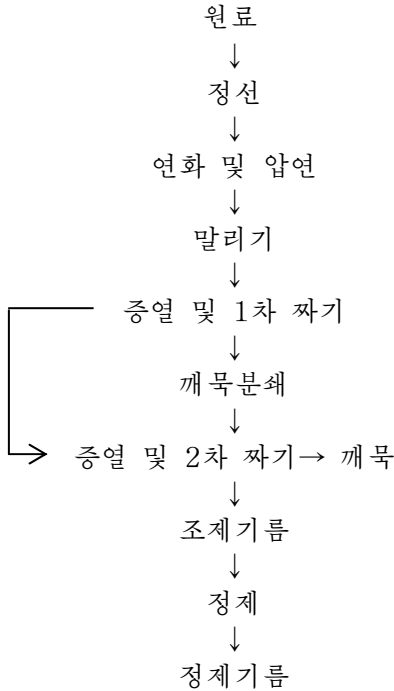 원료
↓
정선
↓
연화 및 압연
↓
말리기
↓
증열 및 1차 짜기
↓
깨묵분쇄
↓
증열 및 2차 짜기→ 깨묵
↓
조제기름
↓
정제
↓
정제기름